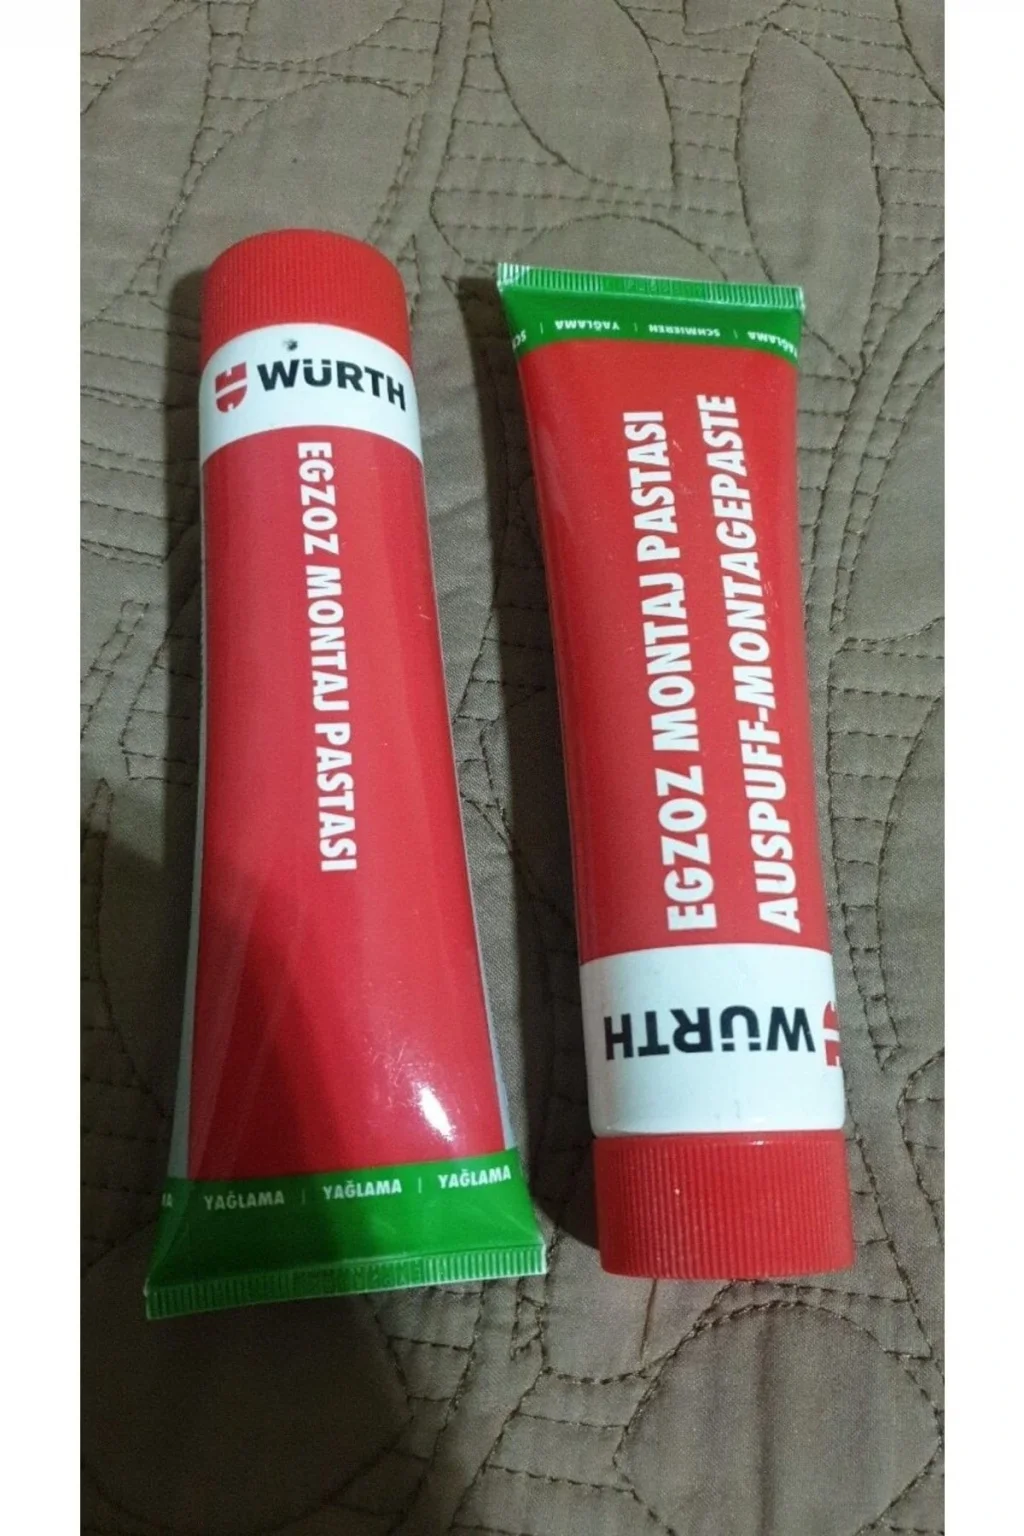 WÜRTH
EGZOZ MONTAJ PASTASI
YAĞLAMA | YAĞLAMA | YAĞLAMA
YAĞLAMA | SCHMIEREN | YAĞLAMA
EGZOZ MONTAJ PASTASI
AUSPUFF-MONTAGEPASTE
WÜRTH